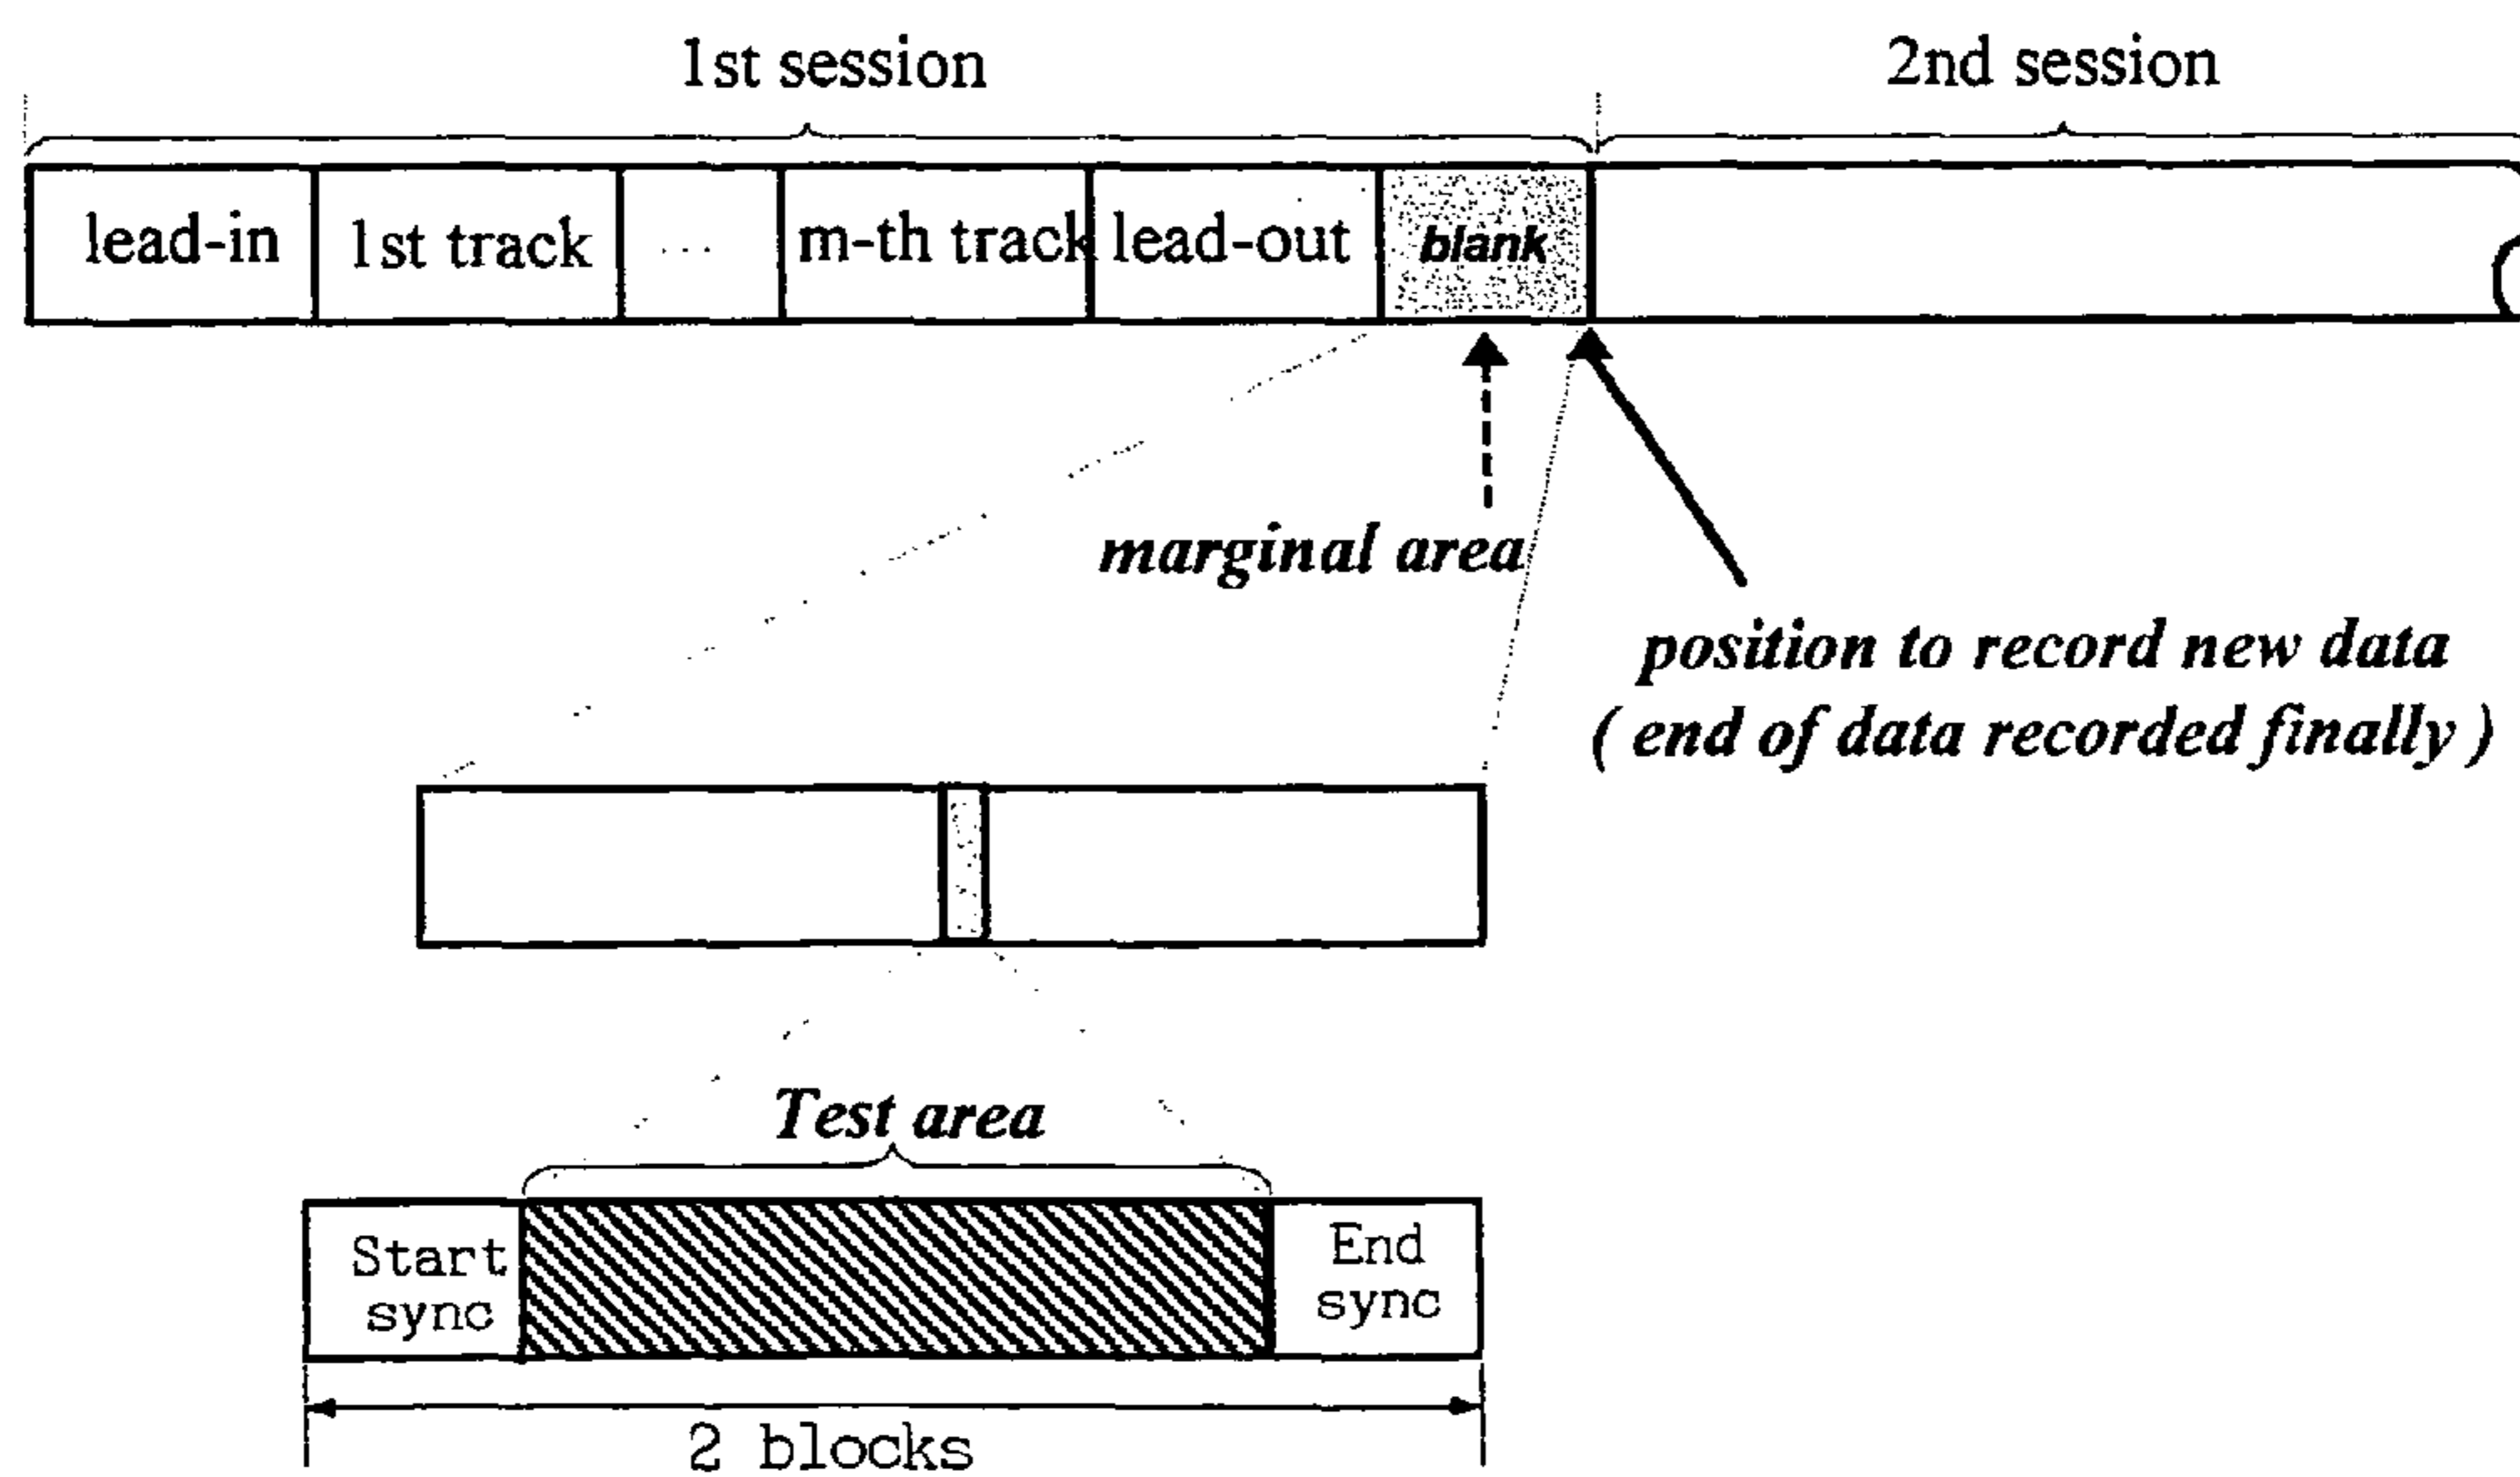 1st session 2nd session
lead-in 1st track ... m-th track lead-out blank
marginal area
position to record new data
( end of data recorded finally )
Test area
Start
sync
End
sync
2 blocks